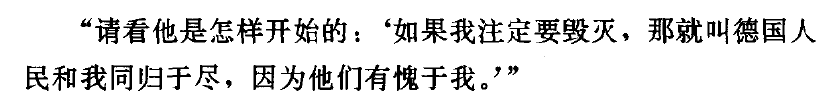 “请看他是怎样开始的：‘如果我注定要毁灭，那就叫德国人
民和我同归于尽，因为他们有愧于我。’”